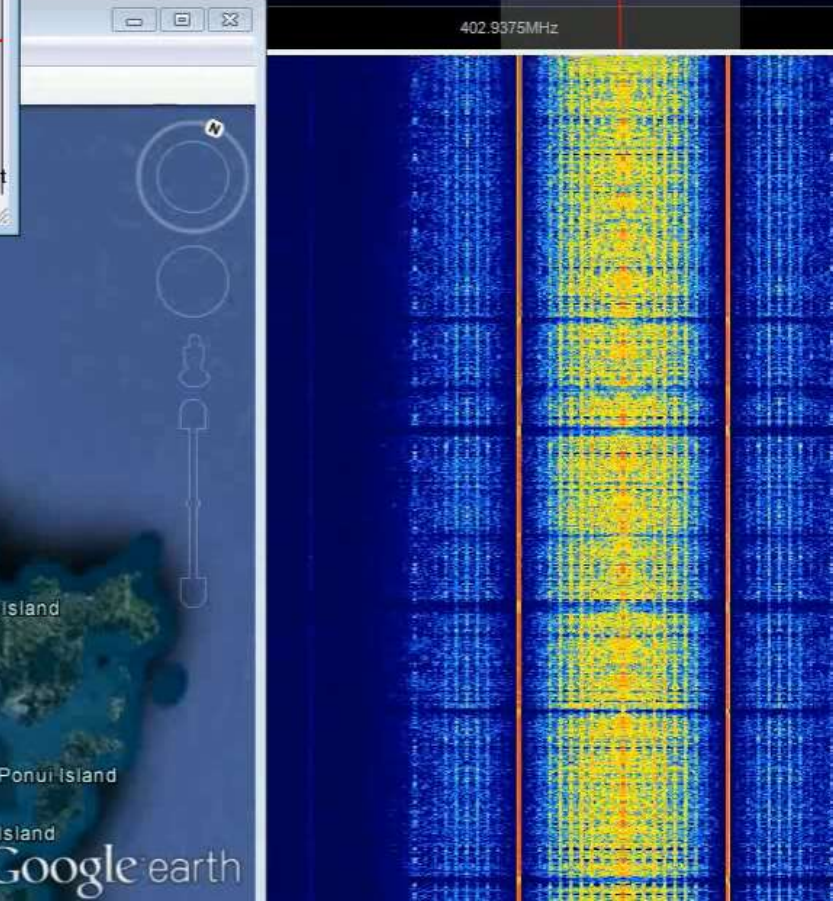 402.9375MHz
N
t
Island
Ponui Island
Island
Google earth